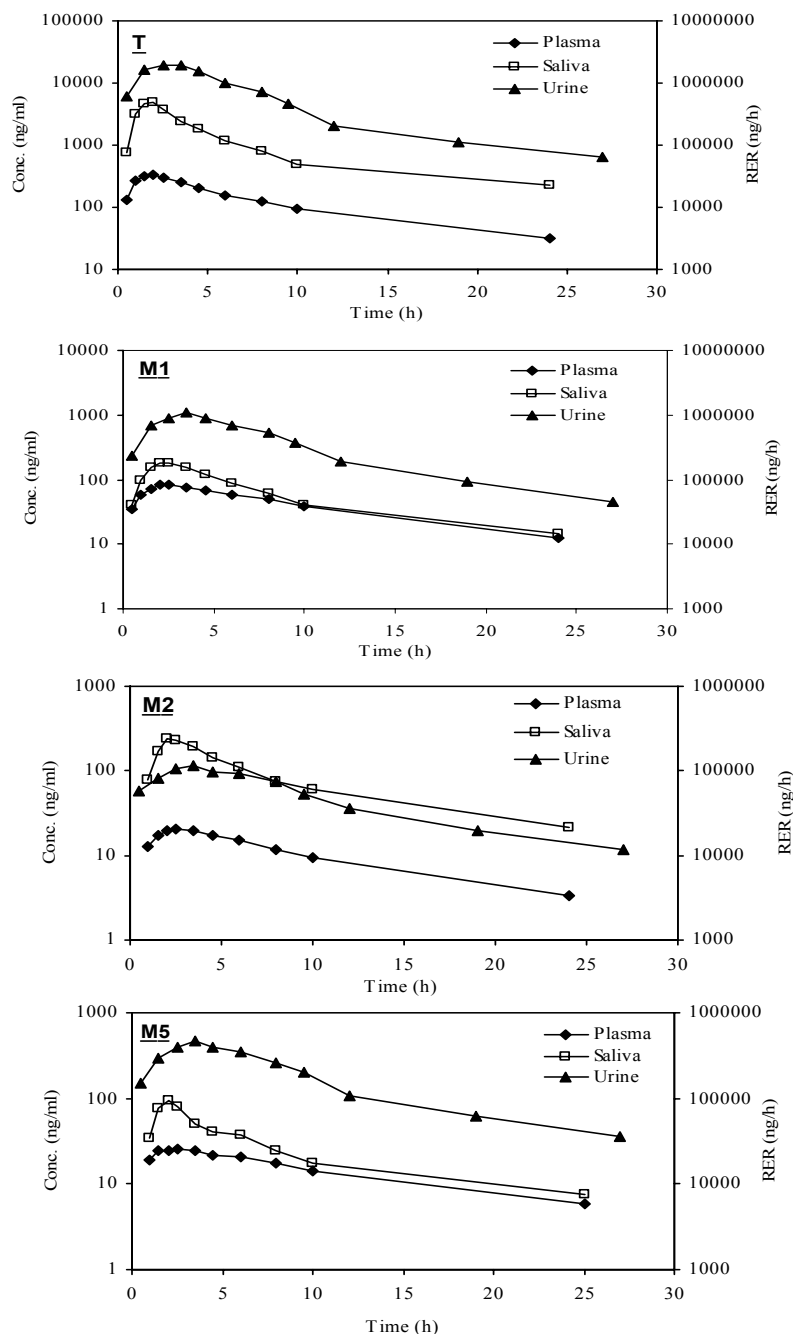 T
Plasma
Saliva
Urine
100000
10000
1000
100
10
Conc. (ng/ml)
10000000
1000000
100000
10000
1000
RER (ng/h)
0 5 10 15 20 25 30
Time (h)
M1
Plasma
Saliva
Urine
10000
1000
100
10
1
Conc. (ng/ml)
10000000
1000000
100000
10000
1000
RER (ng/h)
0 5 10 15 20 25 30
Time (h)
M2
Plasma
Saliva
Urine
1000
100
10
1
Conc. (ng/ml)
1000000
100000
10000
1000
RER (ng/h)
0 5 10 15 20 25 30
Time (h)
M5
Plasma
Saliva
Urine
1000
100
10
1
Conc. (ng/ml)
1000000
100000
10000
1000
RER (ng/h)
0 5 10 15 20 25 30
Time (h)